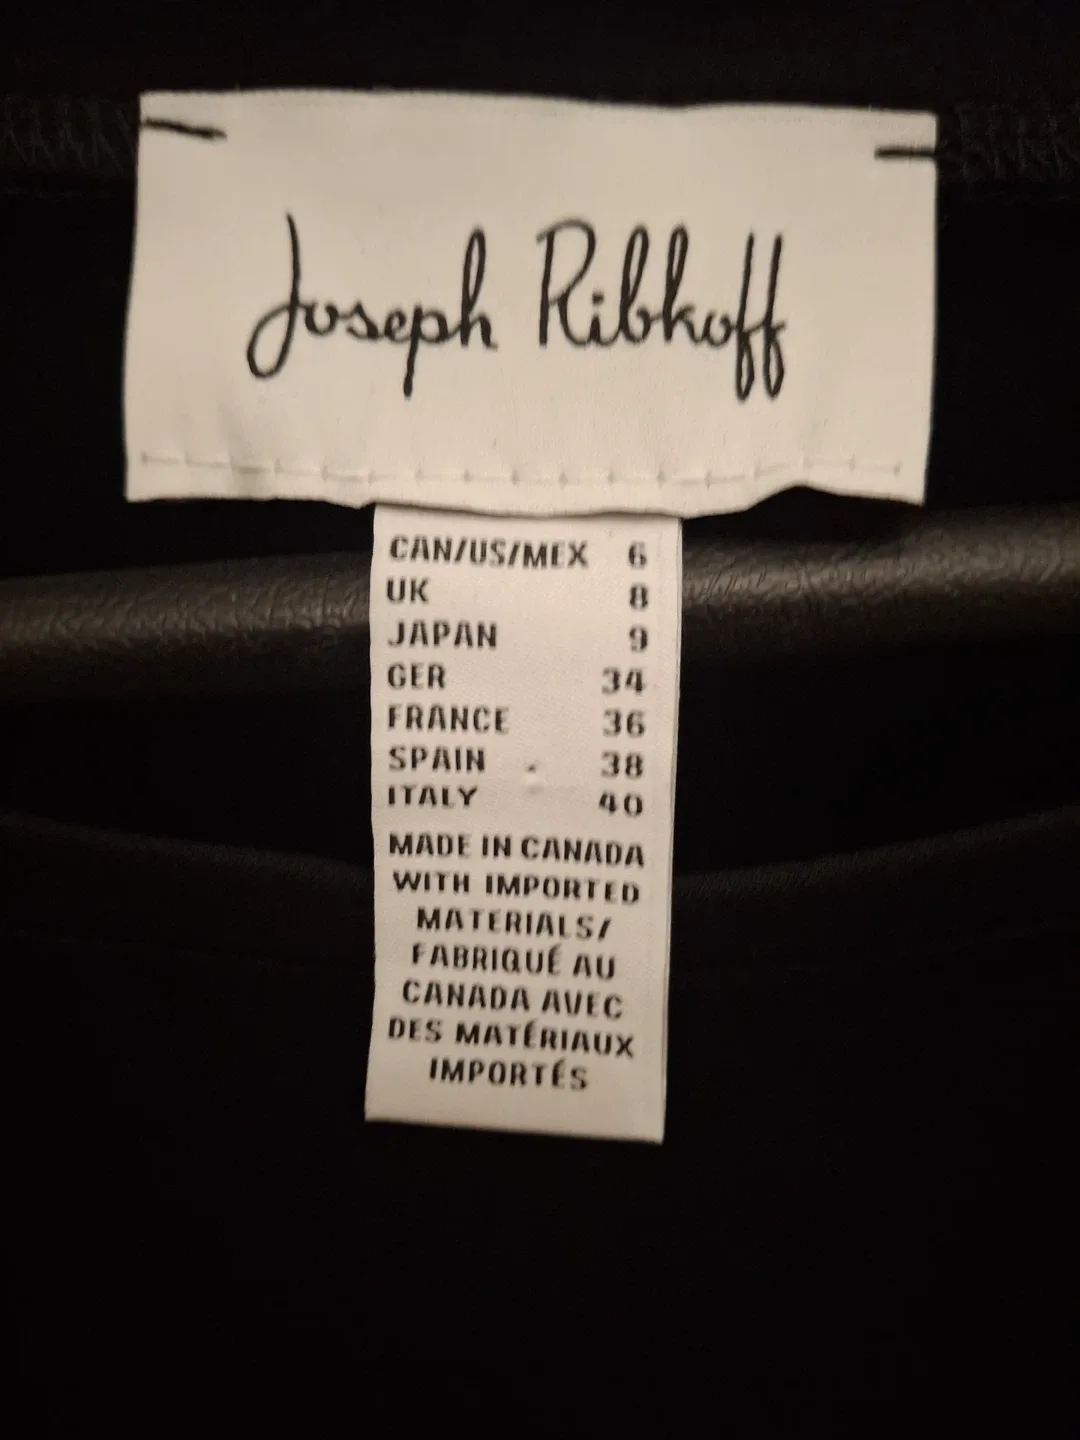 Joseph Ribkoff
CAN/US/MEX 6
UK 8
JAPAN 9
GER 34
FRANCE 36
SPAIN 38
ITALY 40
MADE IN CANADA
WITH IMPORTED
MATERIALS/
FABRIQUÉ AU
CANADA AVEC
DES MATÉRIAUX
IMPORTÉS